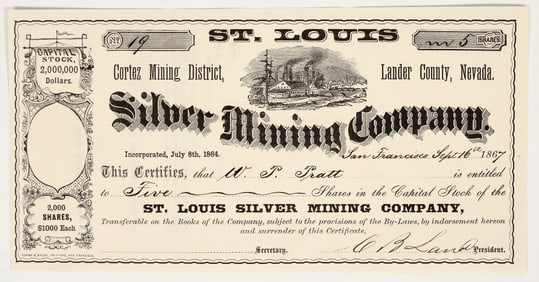 No. 19
ST. LOUIS
5 SHARES
CAPITAL
STOCK,
2,000,000
Dollars.
Cortez Mining District,
Lander County, Nevada.
Silver Mining Company.
Incorporated, July 8th, 1864.
San Francisco, Sept 16th 1867
This Certifies, that W. P. Pratt is entitled
to Five Shares in the Capital Stock of the
ST. LOUIS SILVER MINING COMPANY,
Transferable on the Books of the Company, subject to the provisions of the By-Laws, by indorsement hereon
and surrender of this Certificate.
2,000
SHARES,
$1000 Each
Secretary.
President.